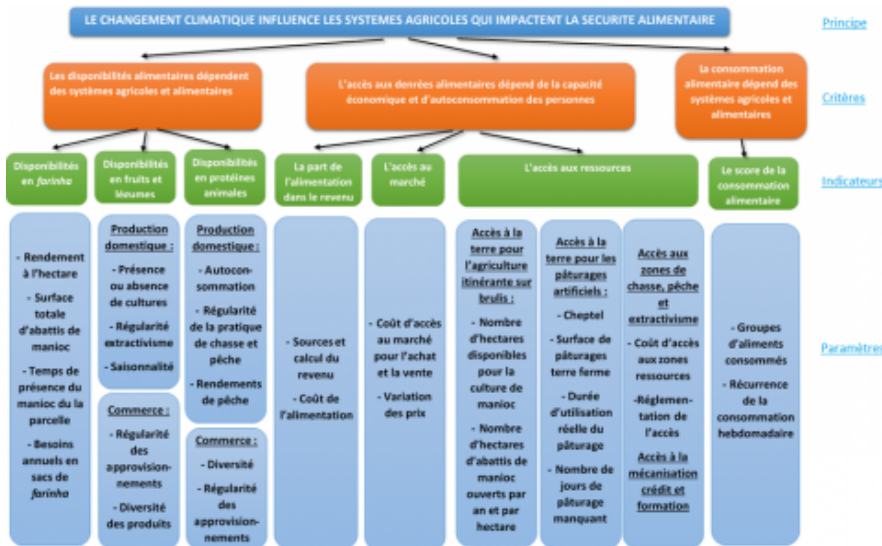 LE CHANGEMENT CLIMATIQUE INFLUENCE LES SYSTEMES AGRICOLES QUI IMPACTENT LA SECURITE ALIMENTAIRE
Principe
Les disponibilités alimentaires dépendent
des systèmes agricoles et alimentaires
L'accès aux denrées alimentaires dépend de la capacité
économique et d'autoconsommation des personnes
La consommation
alimentaire dépend des
systèmes agricoles et
alimentaires
Critères
Disponibilités
en farinha
Disponibilités
en fruits et
légumes
Disponibilités
en protéines
animales
La part de
l'alimentation
dans le revenu
L'accès au
marché
L'accès aux ressources
Le score de la
consommation
alimentaire
Indicateurs
- Rendement
à l'hectare
- Surface
totale
d'abattis de
manioc
- Temps de
présence du
manioc du la
parcelle
- Besoins
annuels en
sacs de
farinha
Production
domestique :
- Présence
ou absence
de cultures
- Régularité
extractivisme
- Saisonnalité
Commerce :
- Régularité
des
approvision-
nements
- Diversité
des produits
Production
domestique :
- Autocon-
sommation
- Régularité
de la pratique
de chasse et
pêche
- Rendements
de pêche
Commerce :
- Diversité
- Régularité
des
approvision-
nements
- Sources et
calcul du
revenu
- Coût de
l'alimentation
- Coût d'accès
au marché
pour l'achat
et la vente
- Variation
des prix
Accès à la
terre pour
l'agriculture
itinérante sur
brulis :
- Nombre
d'hectares
disponibles
pour la
culture de
manioc
- Nombre
d'hectares
d'abattis de
manioc
ouverts par
an et par
hectare
Accès à la
terre pour les
pâturages
artificiels :
- Cheptel
- Surface de
pâturages
terre ferme
- Durée
d'utilisation
réelle du
pâturage
- Nombre de
jours de
pâturage
manquant
Accès aux
zones de
chasse, pêche
et
extractivisme
- Coût d'accès
aux zones
ressources
-Réglemen-
tation de
l'accès
Accès à la
mécanisation
crédit et
formation
- Groupes
d'aliments
consommés
- Récurrence
de la
consommation
hebdomadaire
Paramètres